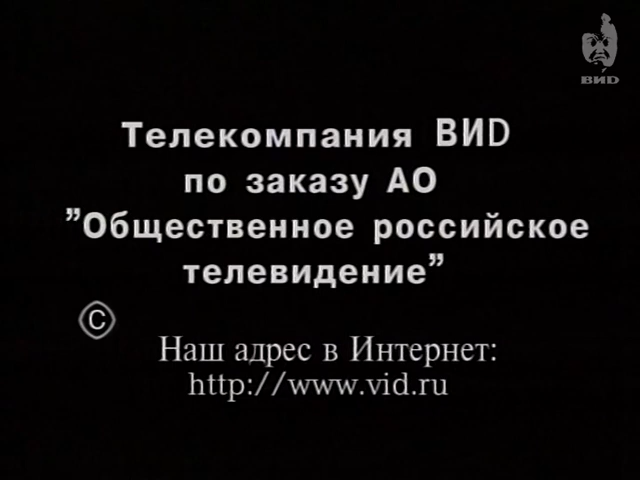 ВИD
Телекомпания ВИD
по заказу АО
"Общественное российское
телевидение"
©
Наш адрес в Интернет:
http://www.vid.ru